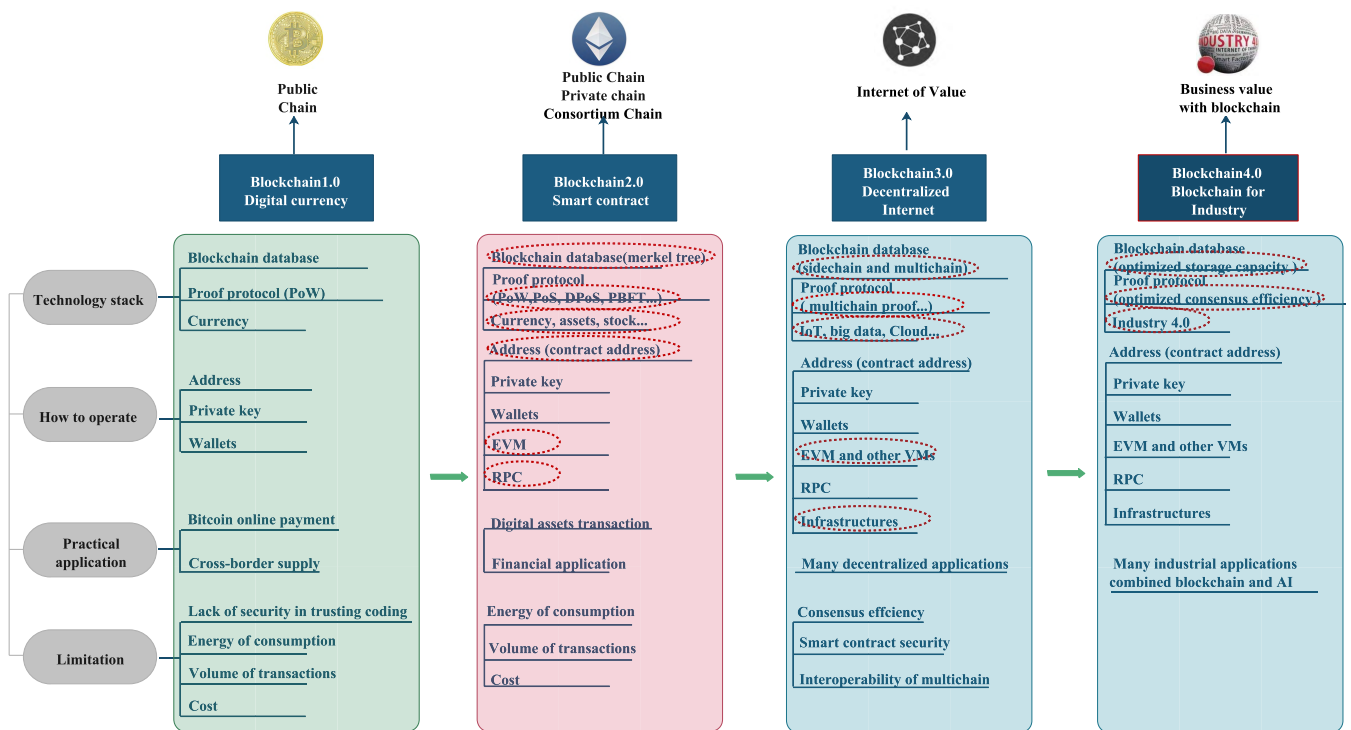 INDUSTRY 4.0
INTERNET OF THINGS
Public
Chain
Public Chain
Private chain
Consortium Chain
Internet of Value
Business value
with blockchain
Blockchain1.0
Digital currency
Blockchain2.0
Smart contract
Blockchain3.0
Decentralized
Internet
Blockchain4.0
Blockchain for
Industry
Technology stack
How to operate
Practical
application
Limitation
Blockchain database
Proof protocol (PoW)
Currency
Address
Private key
Wallets
Bitcoin online payment
Cross-border supply
Lack of security in trusting coding
Energy of consumption
Volume of transactions
Cost
Blockchain database(merkel tree)
Proof protocol
(PoW,PoS, DPoS, PBFT...)
Currency, assets, stock...
Address (contract address)
Private key
Wallets
EVM
RPC
Digital assets transaction
Financial application
Energy of consumption
Volume of transactions
Cost
Blockchain database
(sidechain and multichain)
Proof protocol
( multichain proof...)
IoT, big data, Cloud...
Address (contract address)
Private key
Wallets
EVM and other VMs
RPC
Infrastructures
Many decentralized applications
Consensus effciency
Smart contract security
Interoperability of multichain
Blockchain database
(optimized storage capacity )
Proof protocol
(optimized consensus efficiency )
Industry 4.0
Address (contract address)
Private key
Wallets
EVM and other VMs
RPC
Infrastructures
Many industrial applications
combined blockchain and AI